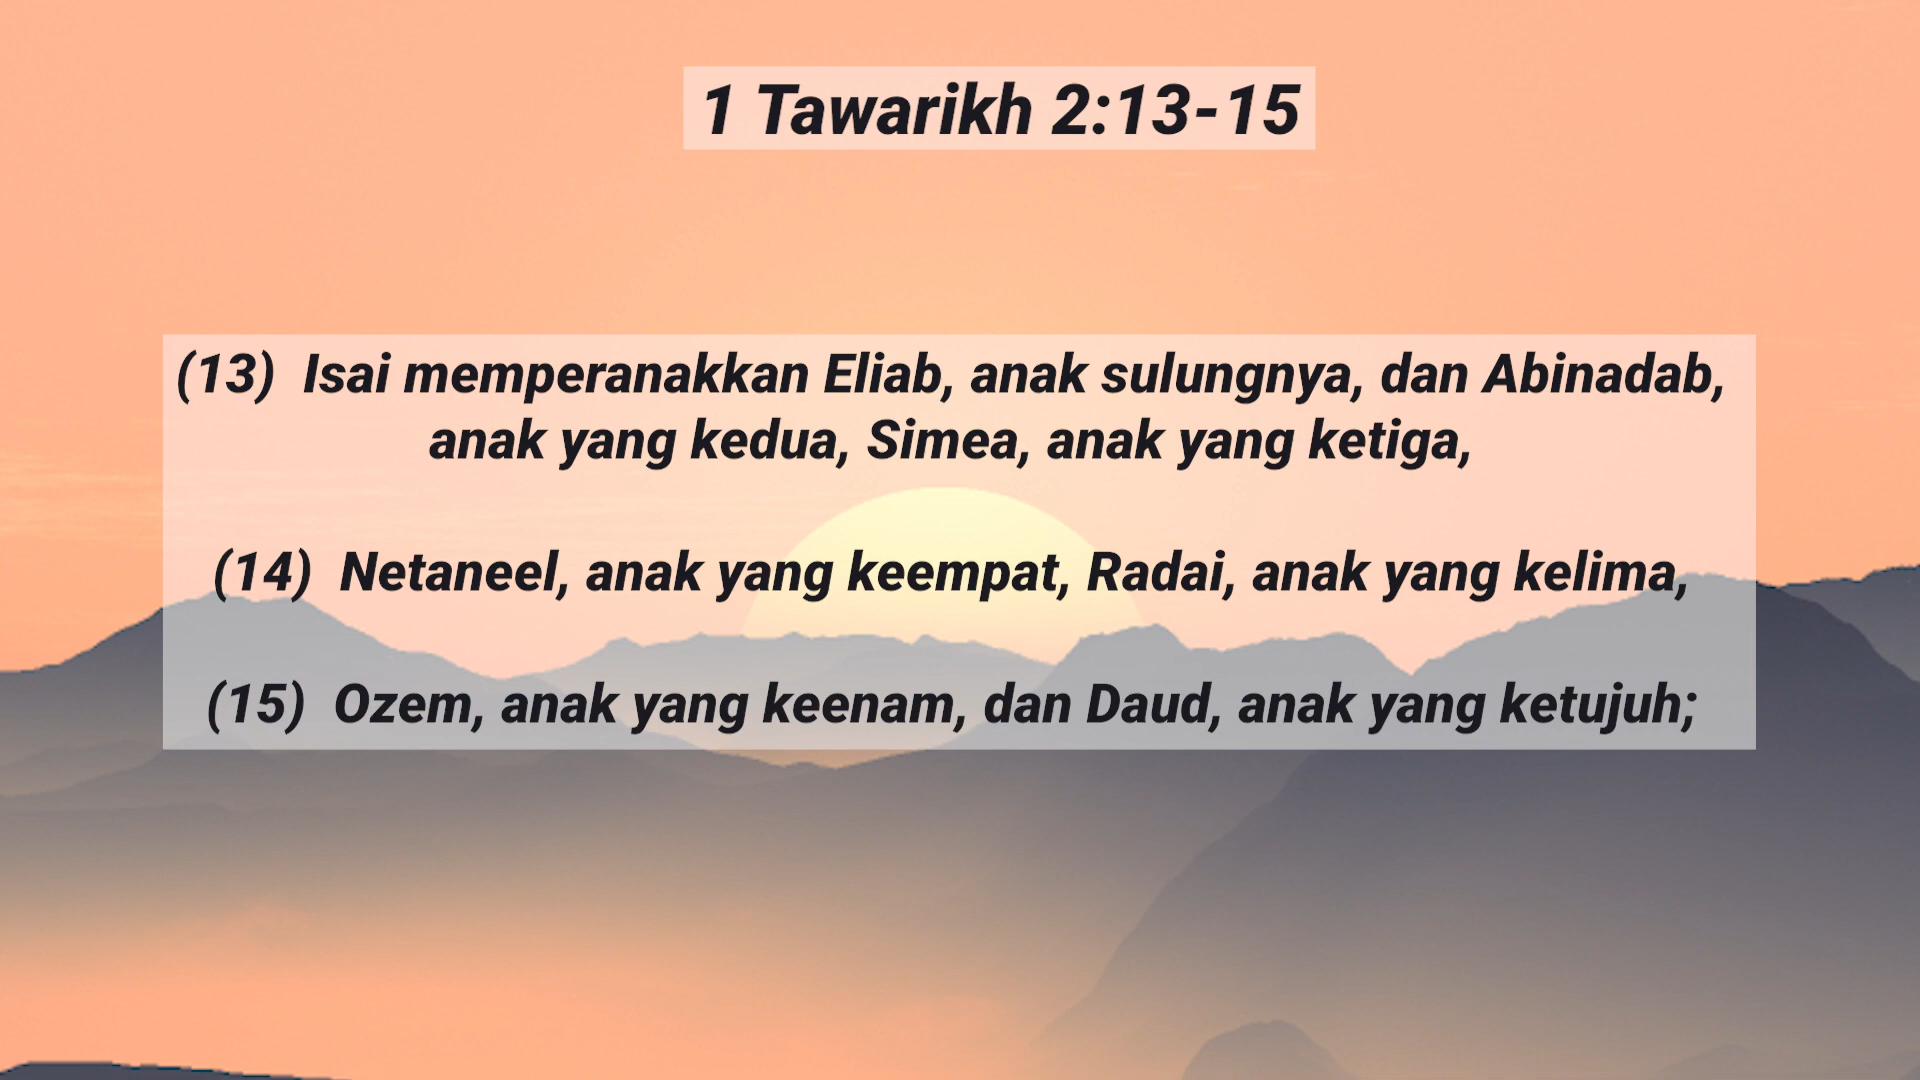 1 Tawarikh 2:13-15
(13) Isai memperanakkan Eliab, anak sulungnya, dan Abinadab,
anak yang kedua, Simea, anak yang ketiga,
(14) Netaneel, anak yang keempat, Radai, anak yang kelima,
(15) Ozem, anak yang keenam, dan Daud, anak yang ketujuh;